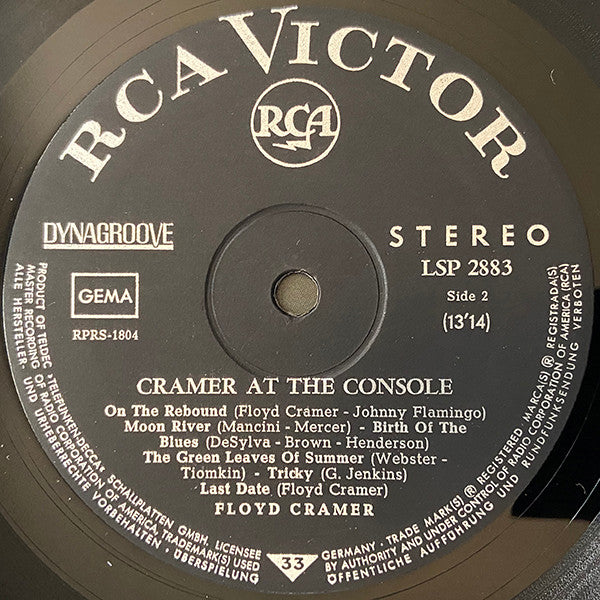 RCA VICTOR
RCA
DYNAGROOVE
STEREO
LSP 2883
GEMA
Side 2
RPRS-1804
(13'14)
CRAMER AT THE CONSOLE
On The Rebound (Floyd Cramer - Johnny Flamingo)
Moon River (Mancini - Mercer) - Birth Of The
Blues (DeSylva - Brown - Henderson)
The Green Leaves Of Summer (Webster -
Tiomkin) - Tricky (G. Jenkins)
Last Date (Floyd Cramer)
FLOYD CRAMER
33
PRODUCT OF TELDEC »TELEFUNKEN-DECCA« SCHALLPLATTEN GMBH. LICENSEE
MASTER RECORDING OF RADIO CORPORATION OF AMERICA, TRADEMARK(S) USED
ALLE HERSTELLER- UND URHEBERRECHTE VORBEHALTEN · ÜBERSPIELUNG
GERMANY · TRADE MARK(S) ® REGISTERED. MARCA(S) ® REGISTRADA(S)
BY AUTHORITY AND UNDER CONTROL OF RADIO CORPORATION OF AMERICA (RCA)
ÖFFENTLICHE AUFFÜHRUNG UND RUNDFUNKSENDUNG VERBOTEN